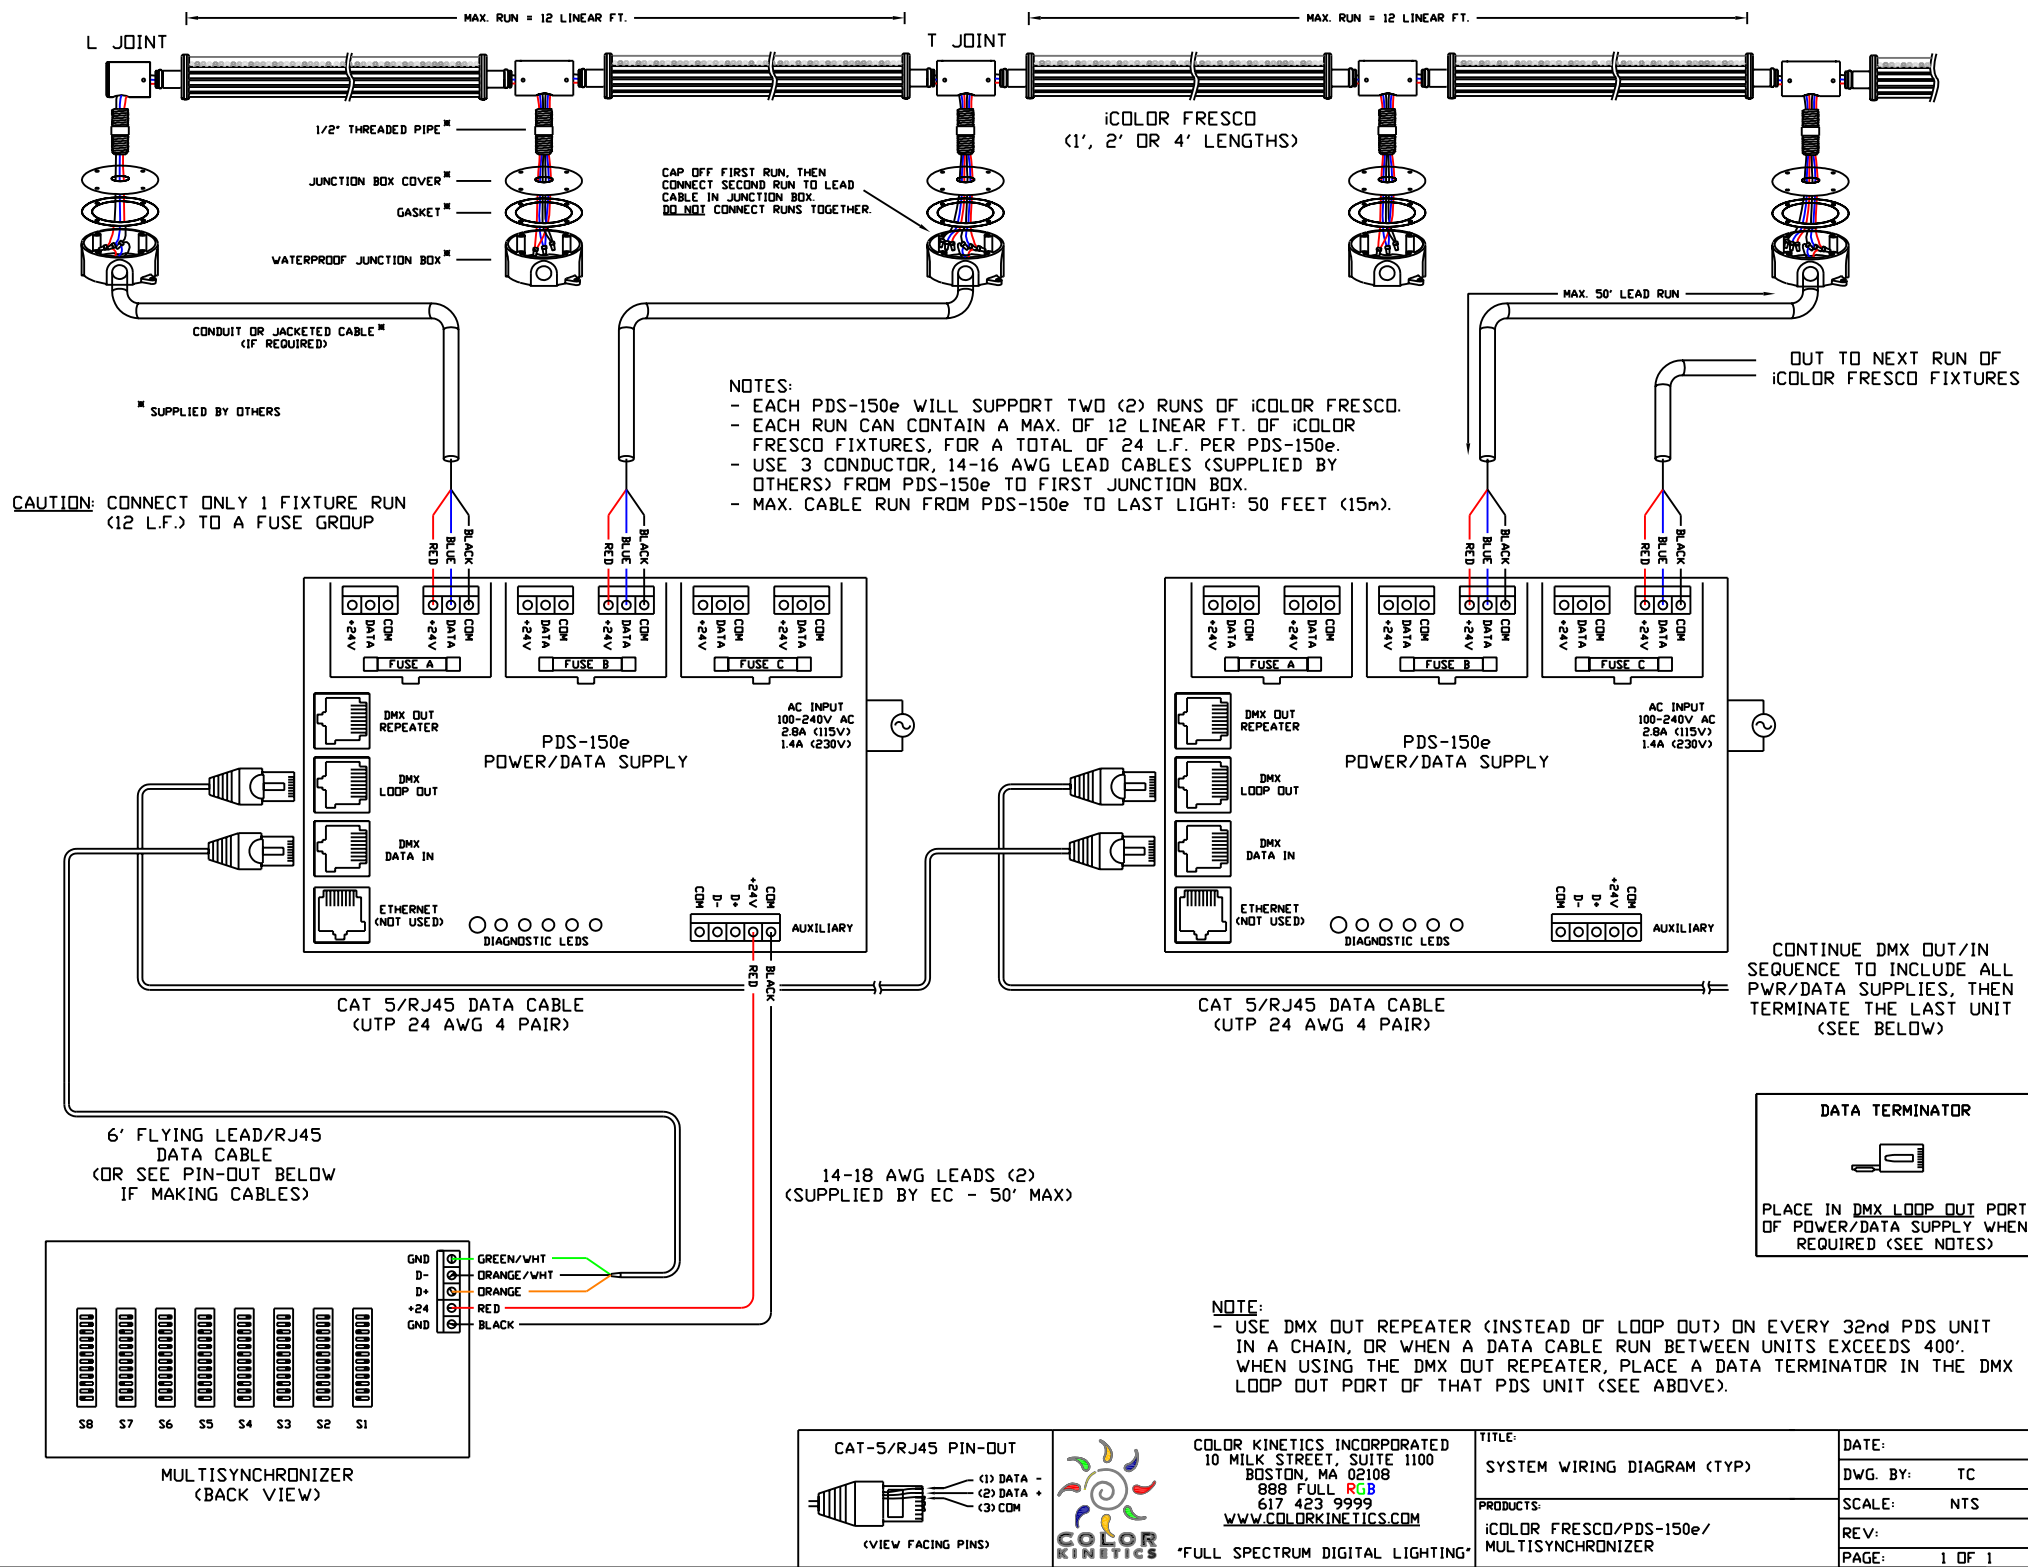 MAX. RUN = 12 LINEAR FT.
MAX. RUN = 12 LINEAR FT.
L JOINT
T JOINT
1/2" THREADED PIPE*
JUNCTION BOX COVER*
GASKET*
WATERPROOF JUNCTION BOX*
CAP OFF FIRST RUN, THEN
CONNECT SECOND RUN TO LEAD
CABLE IN JUNCTION BOX.
DO NOT CONNECT RUNS TOGETHER.
iCOLOR FRESCO
(1', 2' OR 4' LENGTHS)
CONDUIT OR JACKETED CABLE*
(IF REQUIRED)
* SUPPLIED BY OTHERS
MAX. 50' LEAD RUN
OUT TO NEXT RUN OF
iCOLOR FRESCO FIXTURES
NOTES:
- EACH PDS-150e WILL SUPPORT TWO (2) RUNS OF iCOLOR FRESCO.
- EACH RUN CAN CONTAIN A MAX. OF 12 LINEAR FT. OF iCOLOR
FRESCO FIXTURES, FOR A TOTAL OF 24 L.F. PER PDS-150e.
- USE 3 CONDUCTOR, 14-16 AWG LEAD CABLES (SUPPLIED BY
OTHERS) FROM PDS-150e TO FIRST JUNCTION BOX.
- MAX. CABLE RUN FROM PDS-150e TO LAST LIGHT: 50 FEET (15m).
CAUTION: CONNECT ONLY 1 FIXTURE RUN
(12 L.F.) TO A FUSE GROUP
RED BLUE BLACK
RED BLUE BLACK
RED BLUE BLACK
RED BLUE BLACK
+24V DATA COM
+24V DATA COM
+24V DATA COM
+24V DATA COM
+24V DATA COM
+24V DATA COM
FUSE A
FUSE B
FUSE C
DMX OUT
REPEATER
DMX
LOOP OUT
DMX
DATA IN
ETHERNET
(NOT USED)
PDS-150e
POWER/DATA SUPPLY
AC INPUT
100-240V AC
2.8A (115V)
1.4A (230V)
DIAGNOSTIC LEDS
COM D- D+ +24V COM
AUXILIARY
RED BLACK
+24V DATA COM
+24V DATA COM
+24V DATA COM
+24V DATA COM
+24V DATA COM
+24V DATA COM
FUSE A
FUSE B
FUSE C
DMX OUT
REPEATER
DMX
LOOP OUT
DMX
DATA IN
ETHERNET
(NOT USED)
PDS-150e
POWER/DATA SUPPLY
AC INPUT
100-240V AC
2.8A (115V)
1.4A (230V)
DIAGNOSTIC LEDS
COM D- D+ +24V COM
AUXILIARY
CAT 5/RJ45 DATA CABLE
(UTP 24 AWG 4 PAIR)
CAT 5/RJ45 DATA CABLE
(UTP 24 AWG 4 PAIR)
CONTINUE DMX OUT/IN
SEQUENCE TO INCLUDE ALL
PWR/DATA SUPPLIES, THEN
TERMINATE THE LAST UNIT
(SEE BELOW)
6' FLYING LEAD/RJ45
DATA CABLE
(OR SEE PIN-OUT BELOW
IF MAKING CABLES)
14-18 AWG LEADS (2)
(SUPPLIED BY EC - 50' MAX)
DATA TERMINATOR
PLACE IN DMX LOOP OUT PORT
OF POWER/DATA SUPPLY WHEN
REQUIRED (SEE NOTES)
GND GREEN/WHT
D- ORANGE/WHT
D+ ORANGE
+24 RED
GND BLACK
S8 S7 S6 S5 S4 S3 S2 S1
MULTISYNCHRONIZER
(BACK VIEW)
NOTE:
- USE DMX OUT REPEATER (INSTEAD OF LOOP OUT) ON EVERY 32nd PDS UNIT
IN A CHAIN, OR WHEN A DATA CABLE RUN BETWEEN UNITS EXCEEDS 400'.
WHEN USING THE DMX OUT REPEATER, PLACE A DATA TERMINATOR IN THE DMX
LOOP OUT PORT OF THAT PDS UNIT (SEE ABOVE).
CAT-5/RJ45 PIN-OUT
(1) DATA -
(2) DATA +
(3) COM
(VIEW FACING PINS)
COLOR
KINETICS
COLOR KINETICS INCORPORATED
10 MILK STREET, SUITE 1100
BOSTON, MA 02108
888 FULL RGB
617 423 9999
WWW.COLORKINETICS.COM
"FULL SPECTRUM DIGITAL LIGHTING"
TITLE:
SYSTEM WIRING DIAGRAM (TYP)
PRODUCTS:
iCOLOR FRESCO/PDS-150e/
MULTISYNCHRONIZER
DATE:
DWG. BY: TC
SCALE: NTS
REV:
PAGE: 1 OF 1